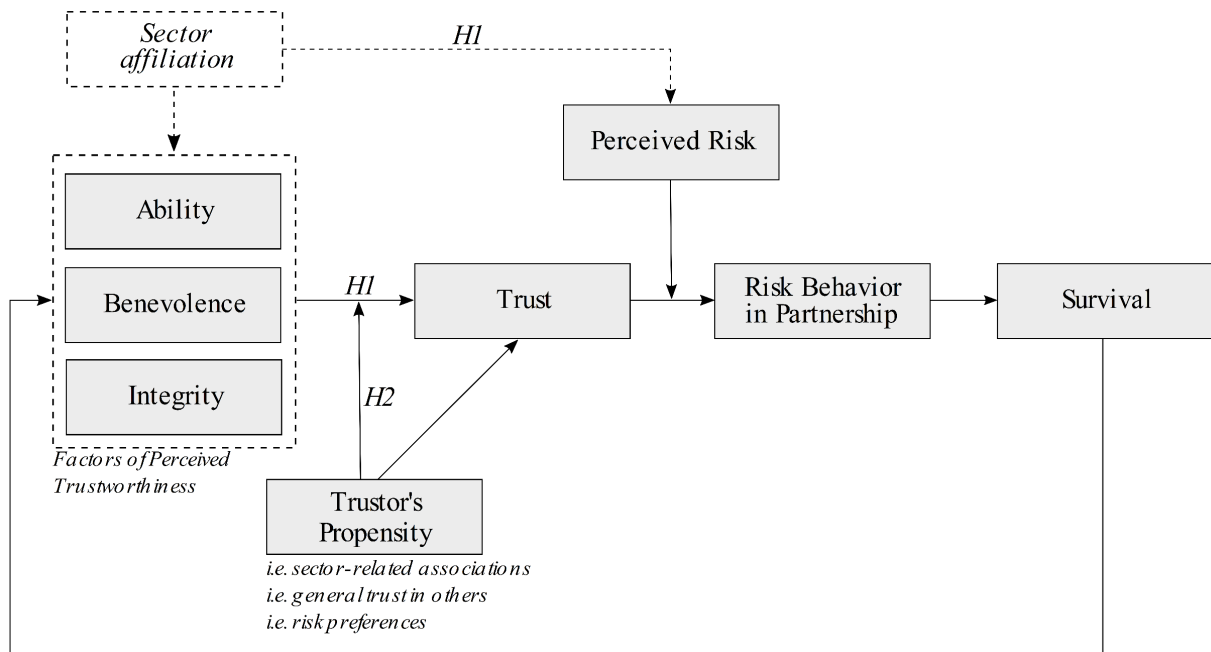 Sector
affiliation
H1
Perceived Risk
Ability
Benevolence
Integrity
Factors of Perceived
Trustworthiness
H1
Trust
Risk Behavior
in Partnership
Survival
H2
Trustor's
Propensity
i.e. sector-related associations
i.e. general trust in others
i.e. risk preferences